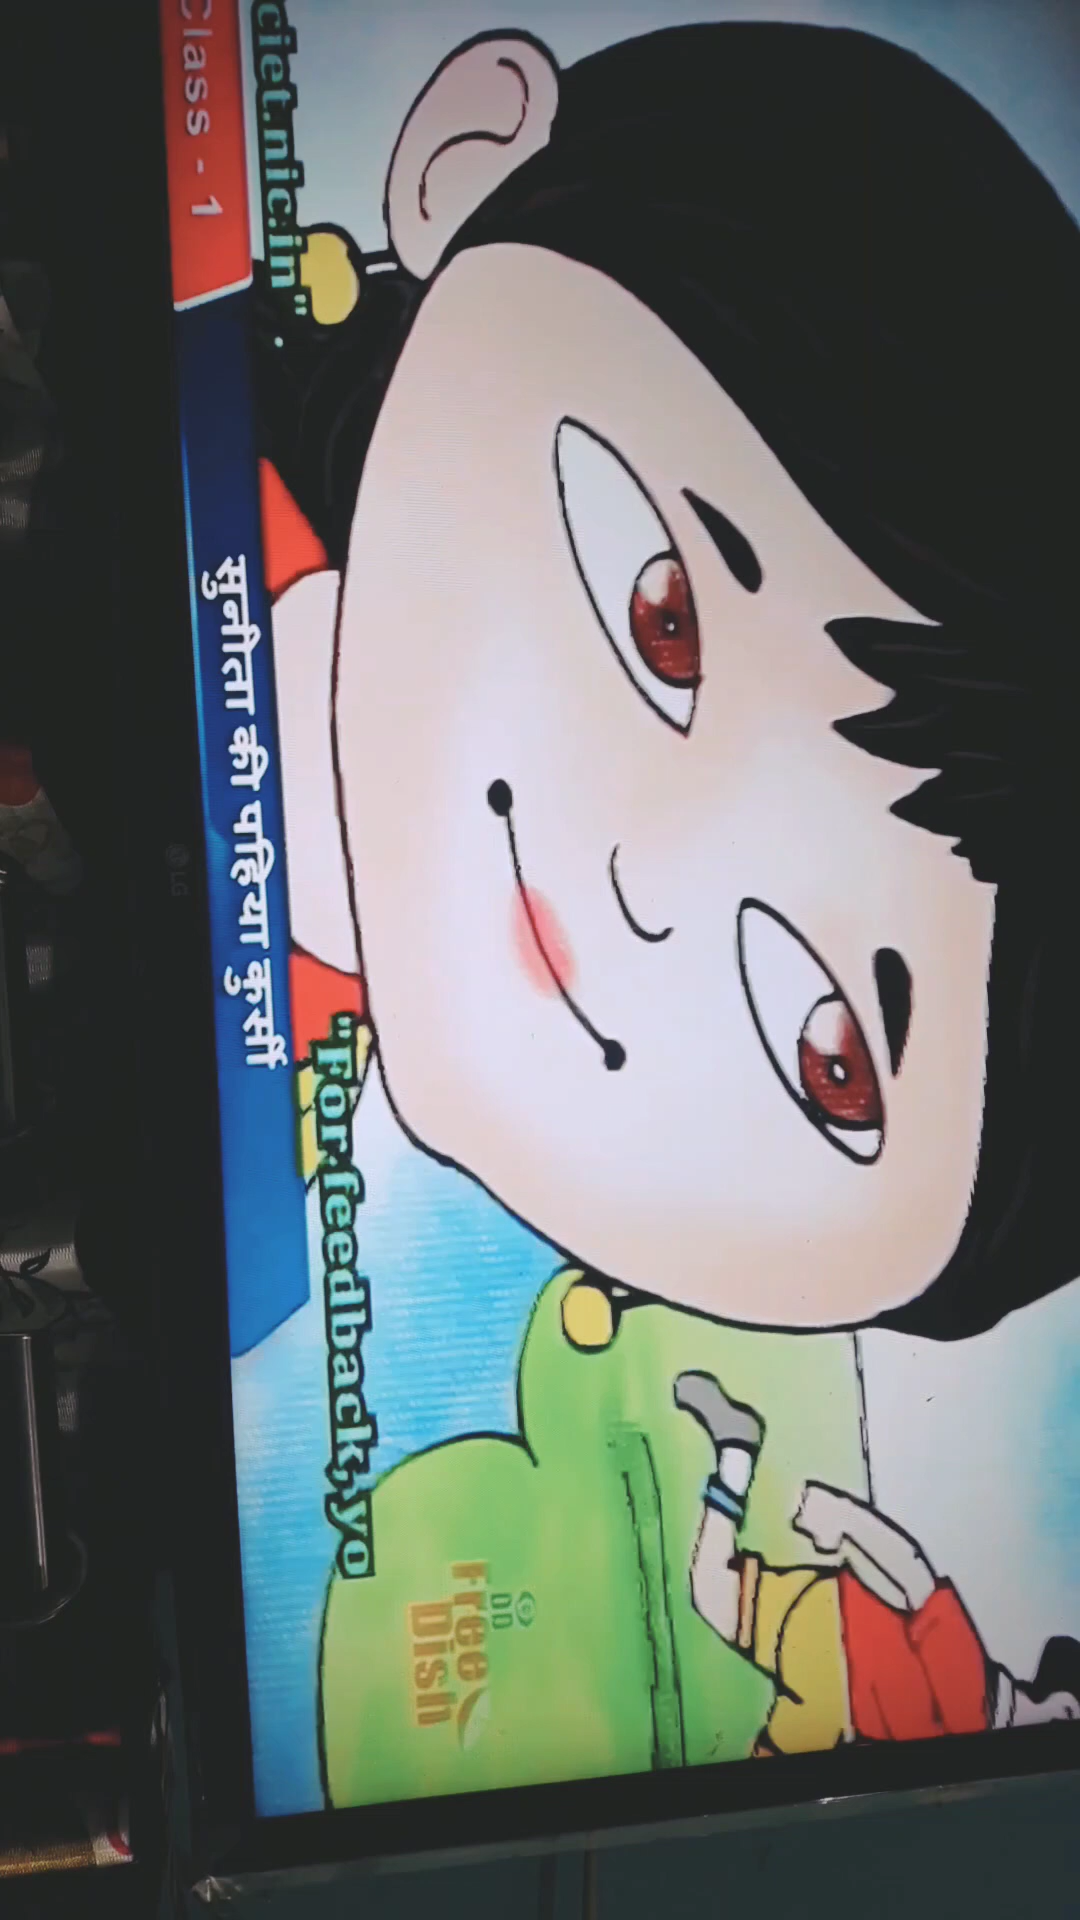 DD
Free
Dish
ciet.nic.in". "For feedback,yo
Class - 1
सुनीता की पहिया कुर्सी
LG